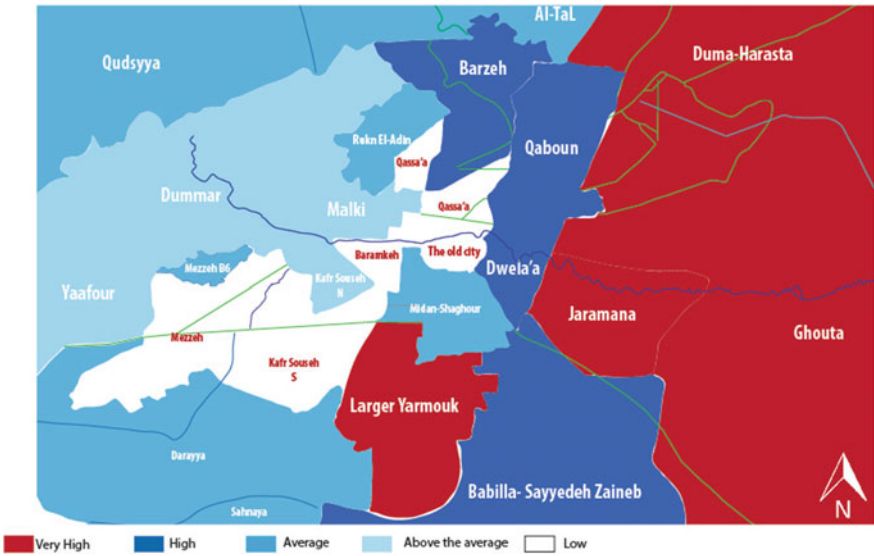 Al-TaL
Qudsyya
Barzeh
Duma-Harasta
Rokn El-Adin
Qassa'a
Qaboun
Dummar
Malki
Qassa'a
Baramkeh
The old city
Mezzeh B6
Kafr Souseh
N
Dwela'a
Yaafour
Midan-Shaghour
Jaramana
Ghouta
Mezzeh
Kafr Souseh
S
Larger Yarmouk
Darayya
Babilla- Sayyedeh Zaineb
Sahnaya
N
Very High
High
Average
Above the average
Low